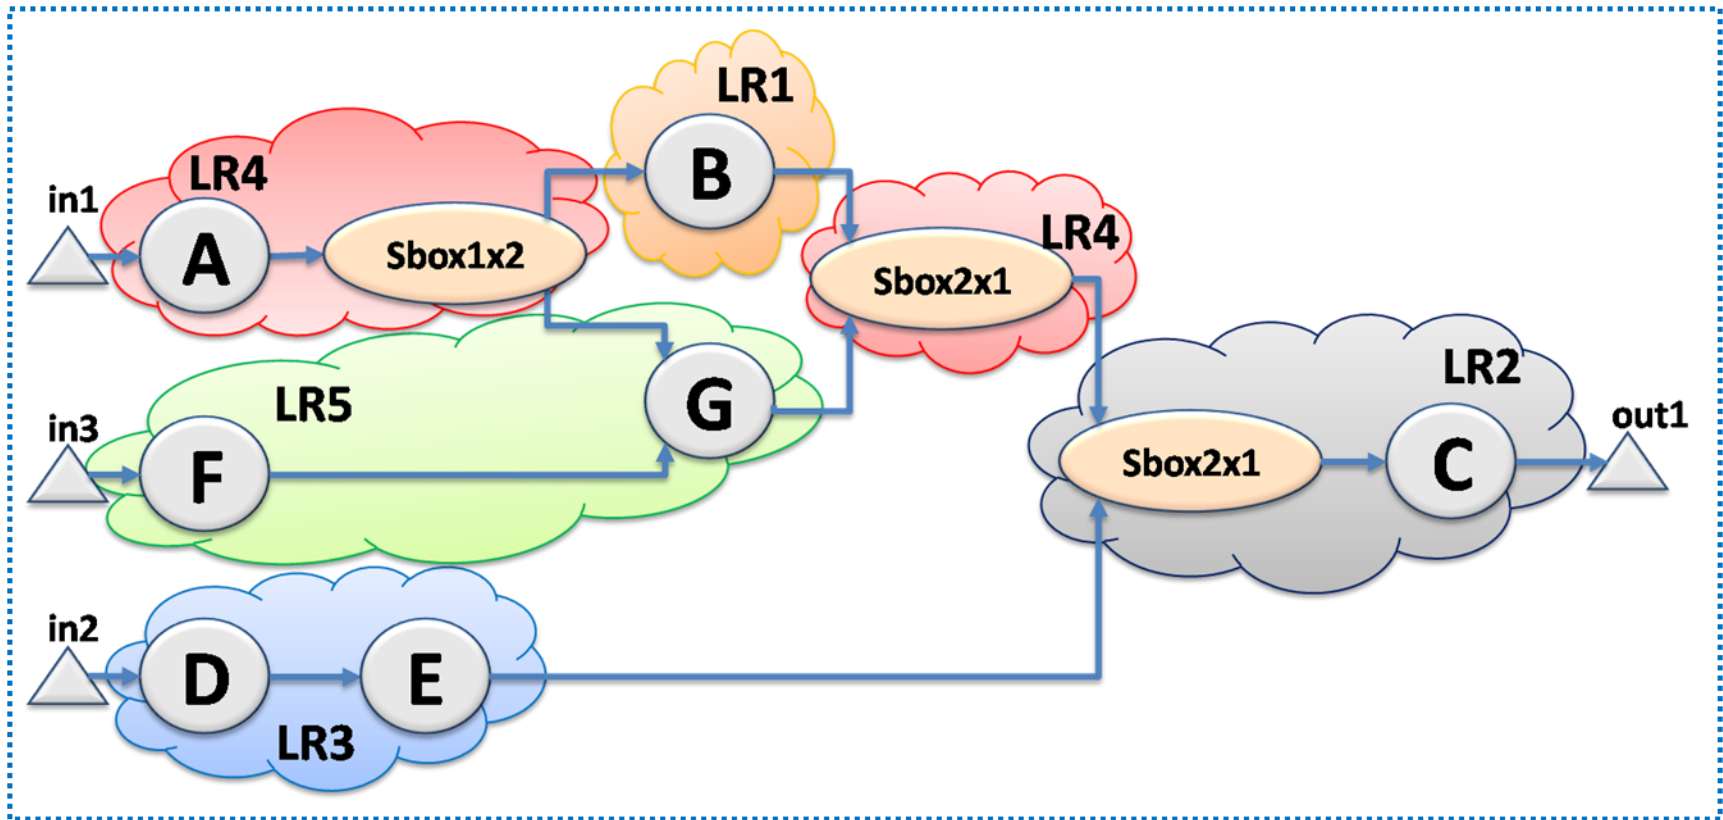 LR1
B
LR4
in1
A
Sbox1x2
LR4
Sbox2x1
LR5
G
in3
F
LR2
out1
Sbox2x1
C
in2
D
E
LR3